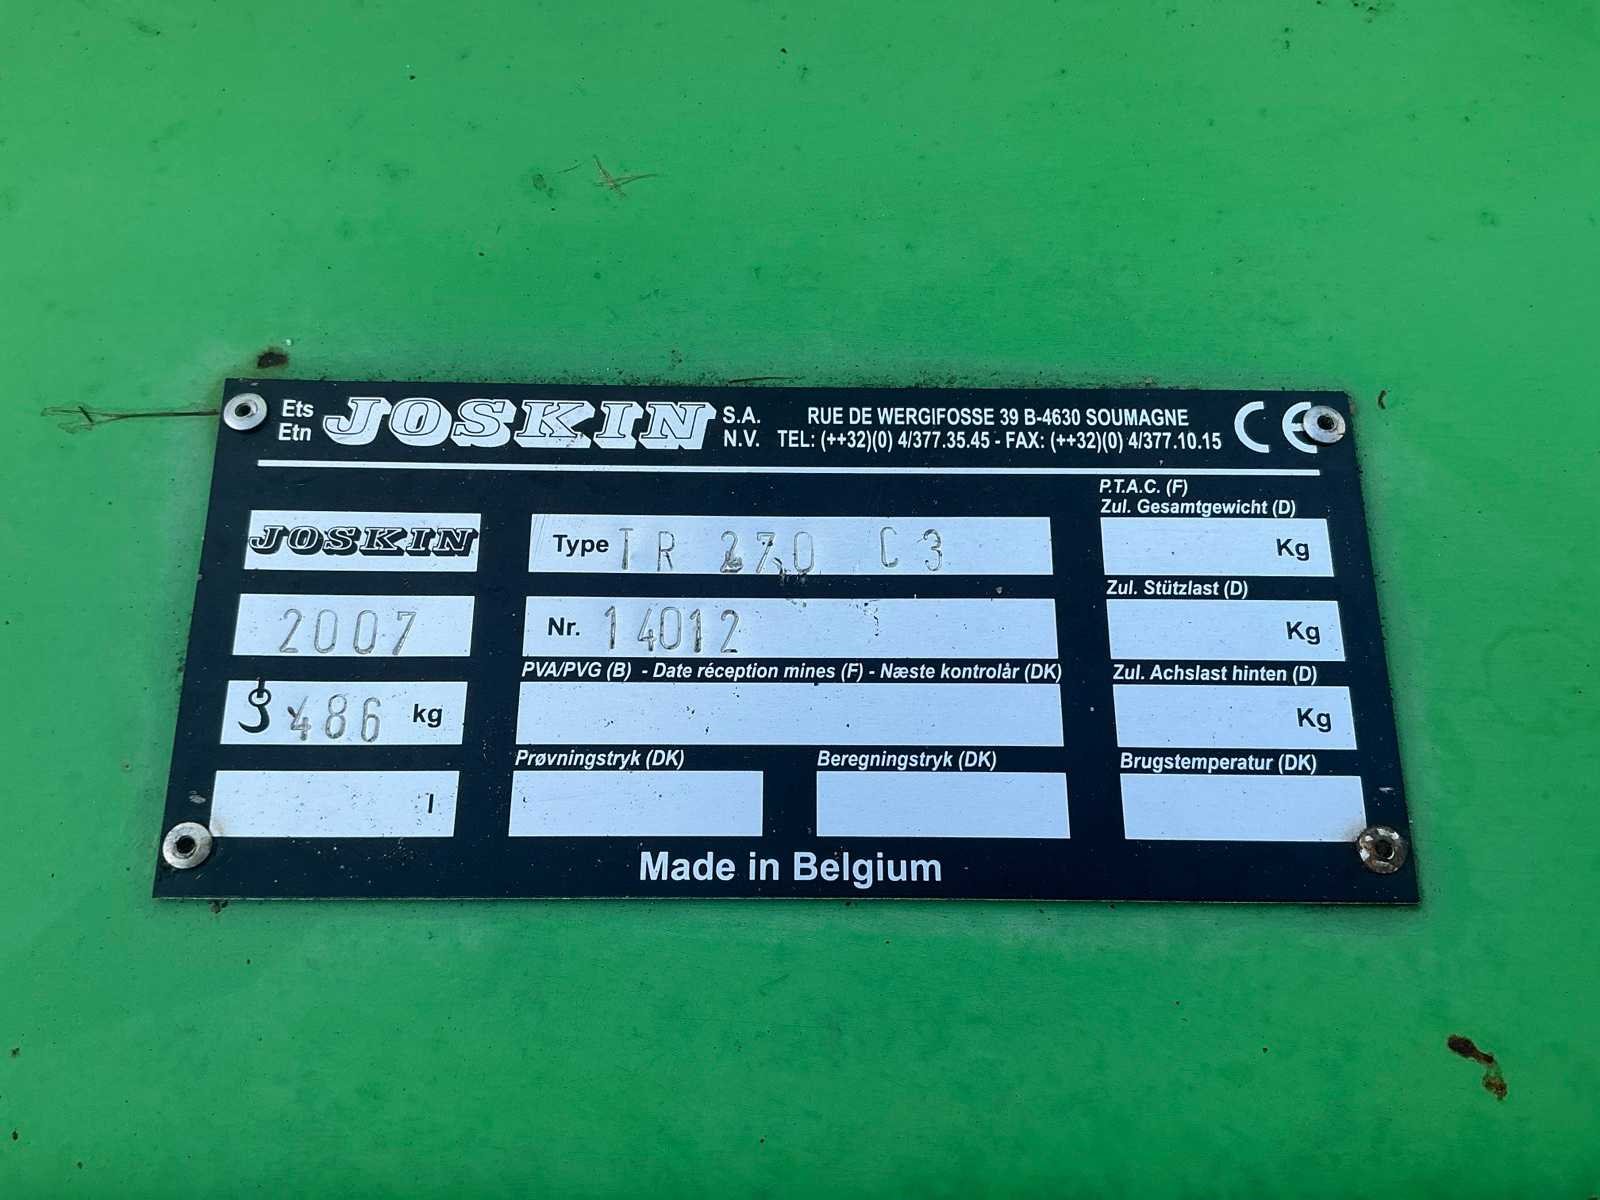 Ets JOSKIN S.A. RUE DE WERGIFOSSE 39 B-4630 SOUMAGNE CE
Etn N.V. TEL: (++32)(0) 4/377.35.45 - FAX: (++32)(0) 4/377.10.15
P.T.A.C. (F)
Zul. Gesamtgewicht (D)
JOSKIN Type TR 270 C3 Kg
Zul. Stützlast (D)
2007 Nr. 14012 Kg
PVA/PVG (B) - Date réception mines (F) - Næste kontrolår (DK) Zul. Achslast hinten (D)
486 kg Kg
Prøvningstryk (DK) Beregningstryk (DK) Brugstemperatur (DK)
l
Made in Belgium